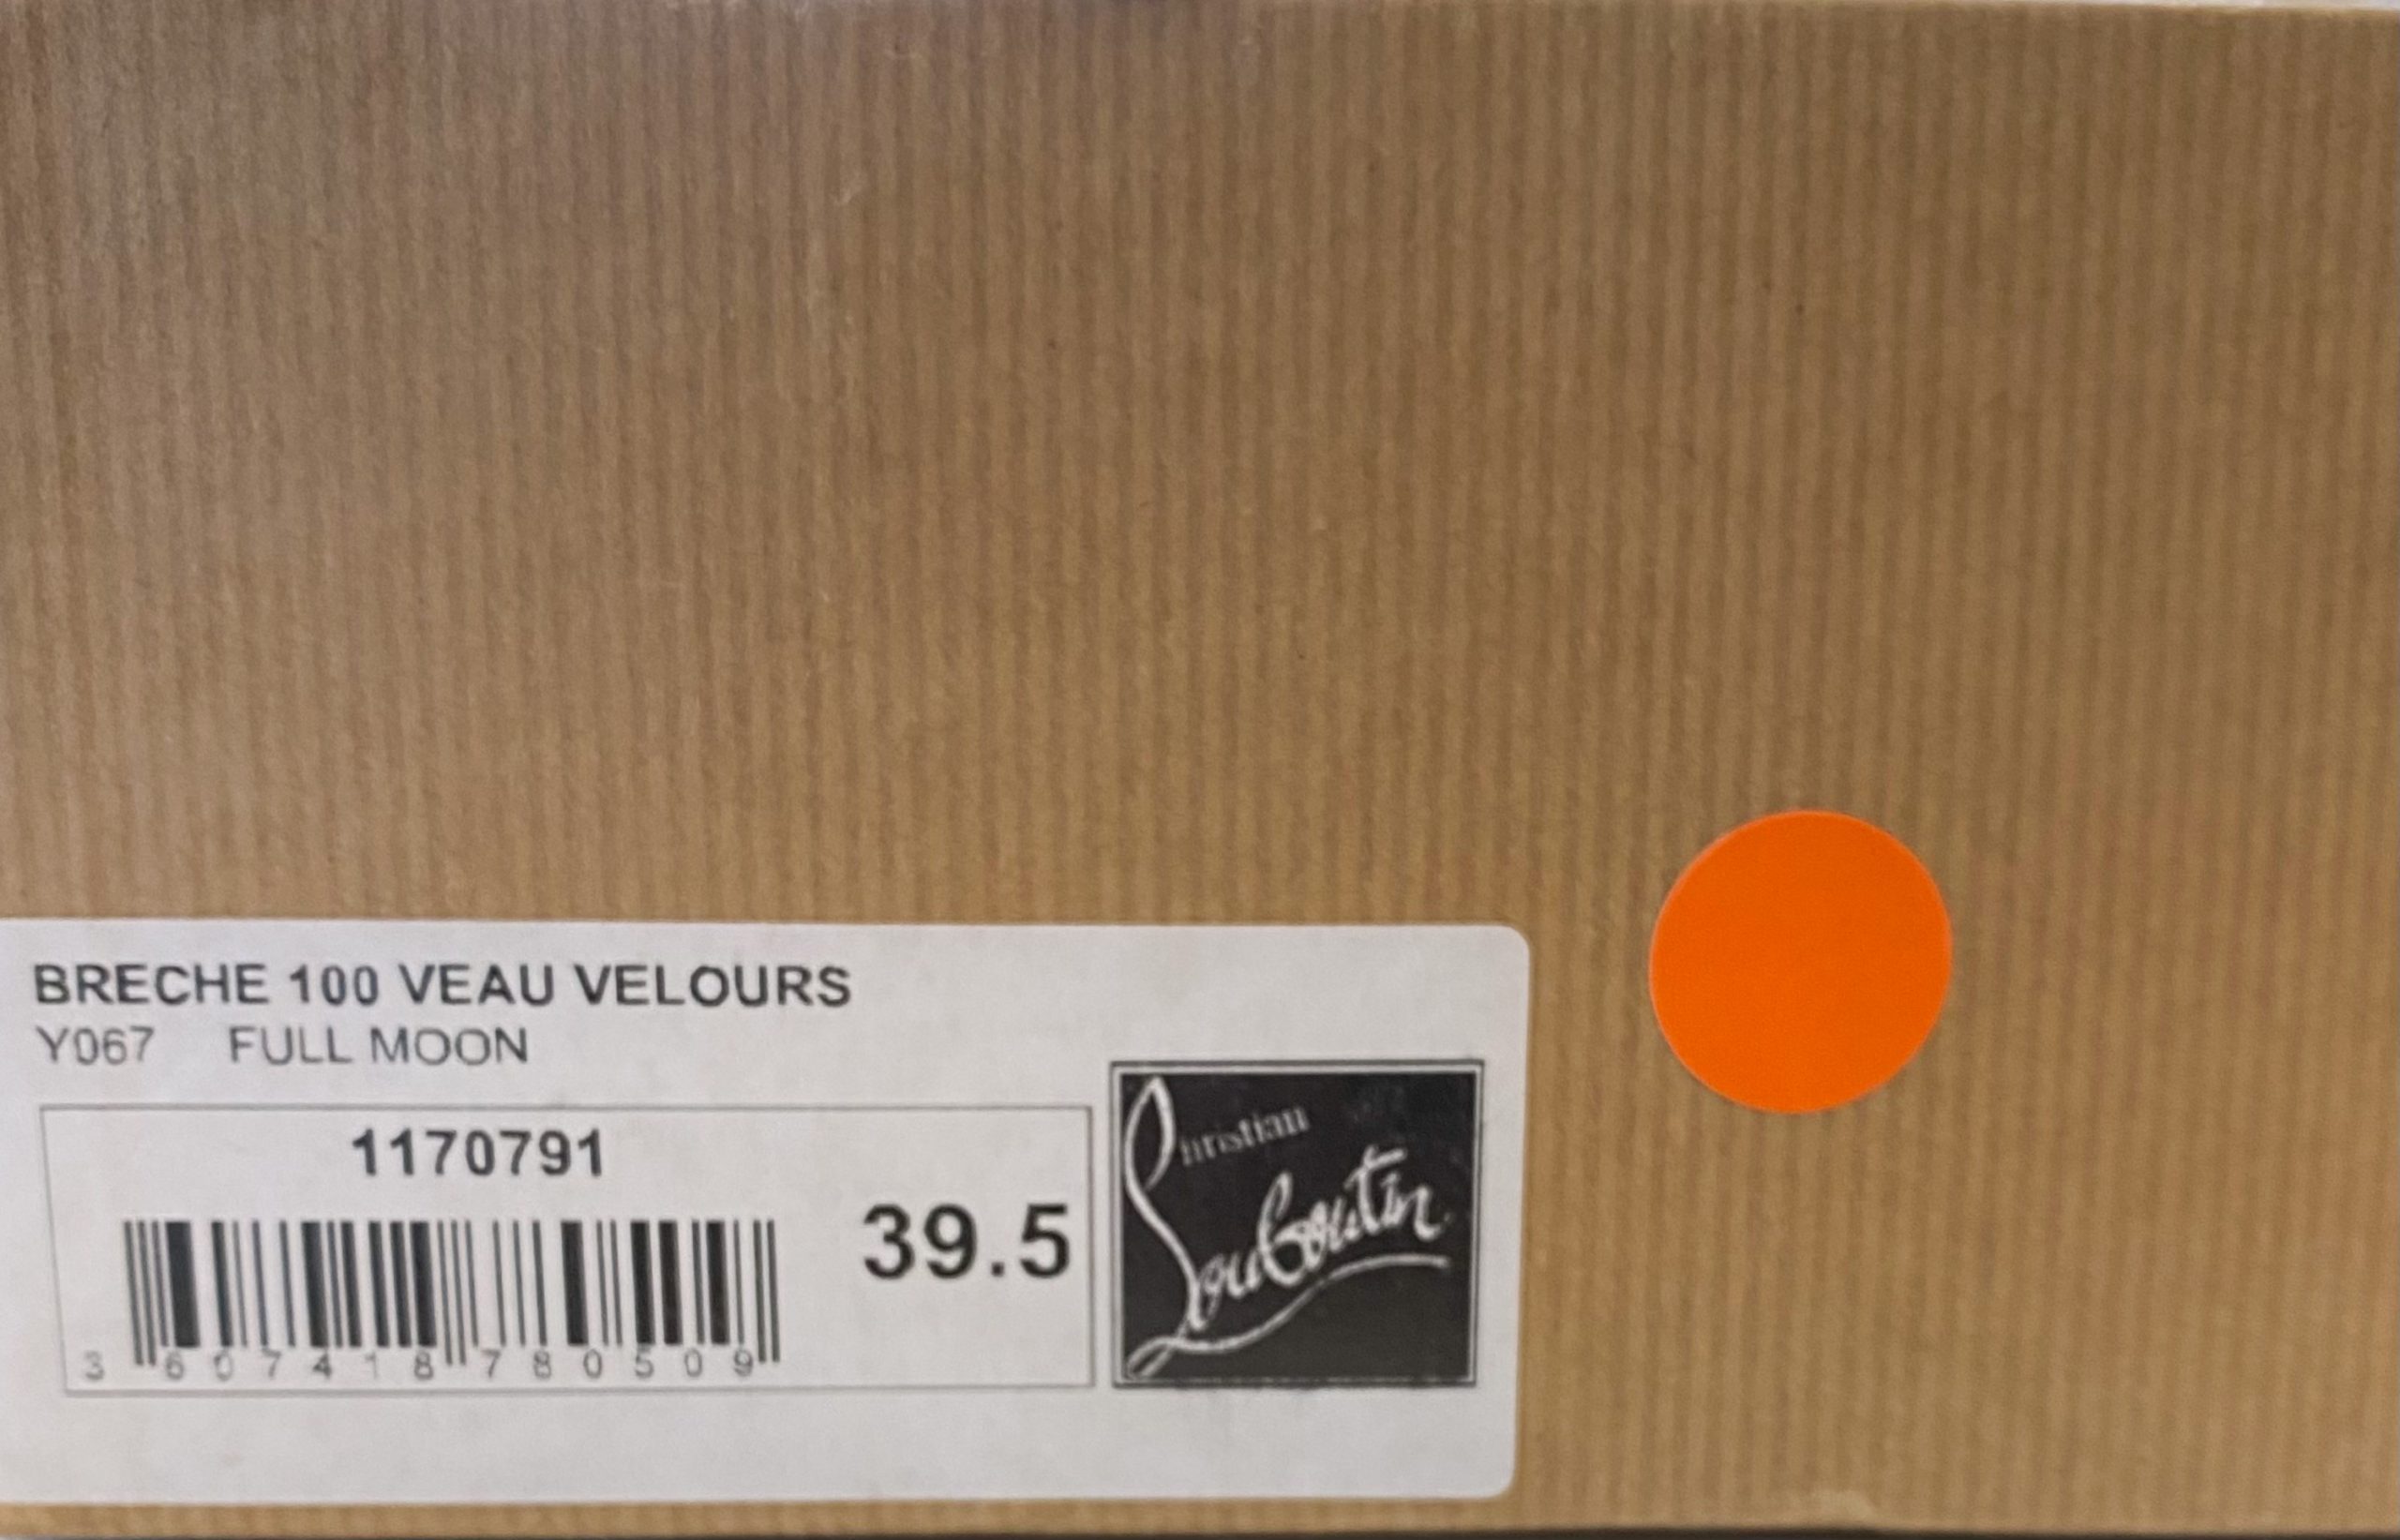 BRECHE 100 VEAU VELOURS
Y067 FULL MOON
1170791
39.5
3 607418 780509
Christian
Louboutin